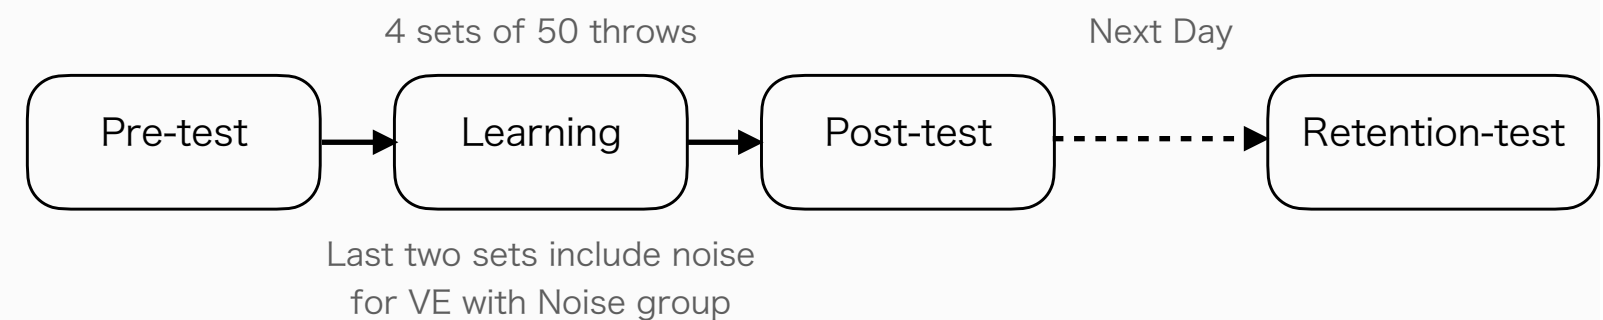 4 sets of 50 throws
Next Day
Pre-test
Learning
Post-test
Retention-test
Last two sets include noise
for VE with Noise group